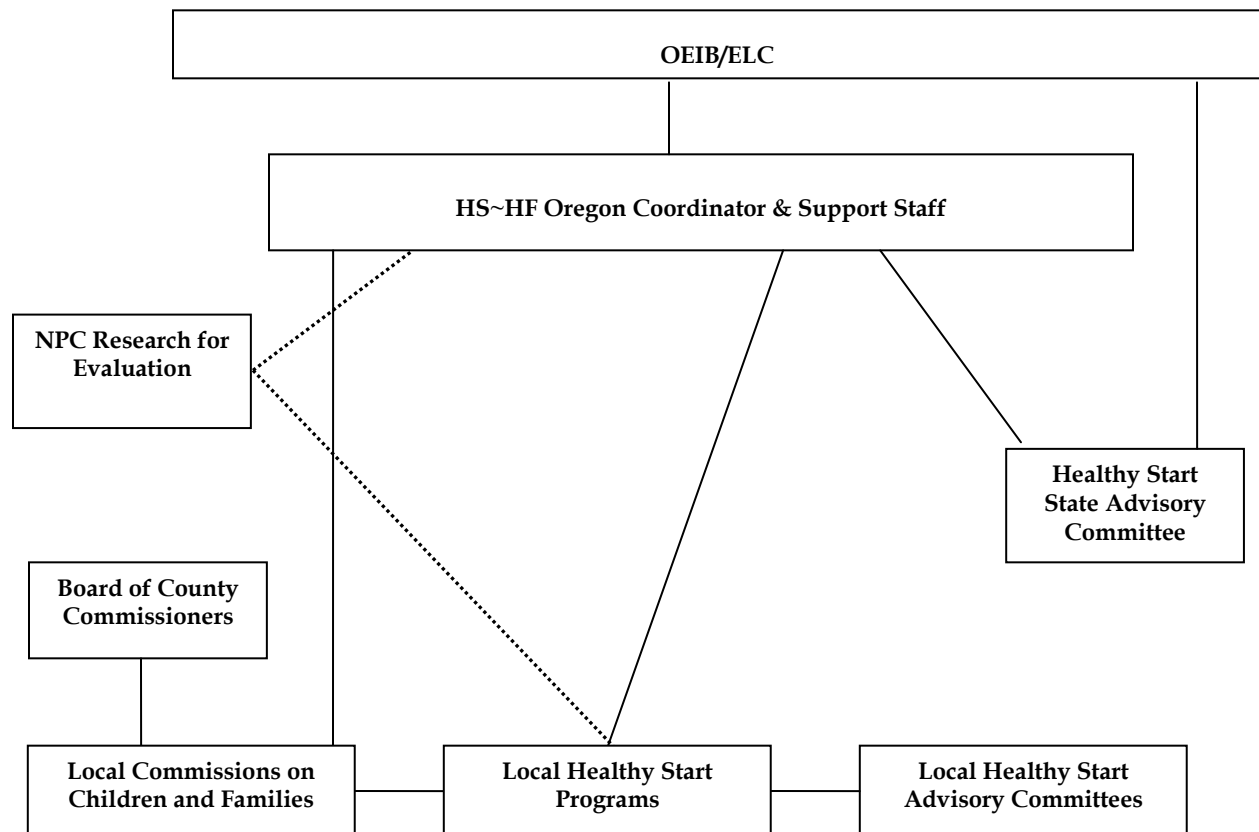 OEIB/ELC
HS~HF Oregon Coordinator & Support Staff
NPC Research for
Evaluation
Healthy Start
State Advisory
Committee
Board of County
Commissioners
Local Commissions on
Children and Families
Local Healthy Start
Programs
Local Healthy Start
Advisory Committees